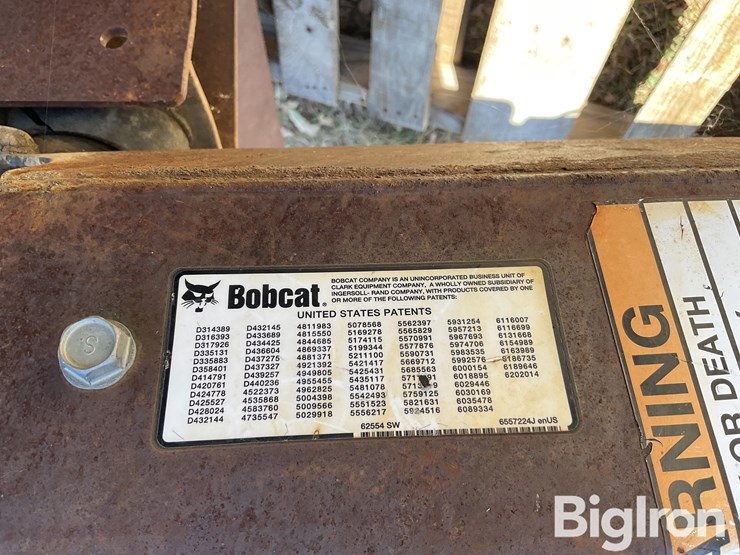 Bobcat®
BOBCAT COMPANY IS AN UNINCORPORATED BUSINESS UNIT OF
CLARK EQUIPMENT COMPANY, A WHOLLY OWNED SUBSIDIARY OF
INGERSOLL- RAND COMPANY, WITH PRODUCTS COVERED BY ONE
OR MORE OF THE FOLLOWING PATENTS:
UNITED STATES PATENTS
D314389 D432145 4811983 5078568 5562397 5931254 6116007
D316393 D433689 4815550 5169278 5565829 5957213 6116699
D317926 D434425 4844685 5174115 5570991 5967693 6131668
D335131 D436604 4869337 5199344 5577876 5974706 6154989
D335883 D437275 4881371 5211100 5590731 5983535 6163989
D358401 D437327 4921392 5421417 5669712 5992576 6186735
D414791 D439257 4949805 5425431 5685563 6000154 6189646
D420761 D440236 4955455 5435117 6018895 6202014
D424778 4522373 4962825 5481078 6029446
D425527 4535868 5004398 5542493 5759125 6030169
D428024 4583760 5009566 5551523 5821631 6035478
D432144 4735547 5029918 5556217 5924516 6089334
62554 SW 6557224J enUS
RNING
OR DEATH
S
BigIron